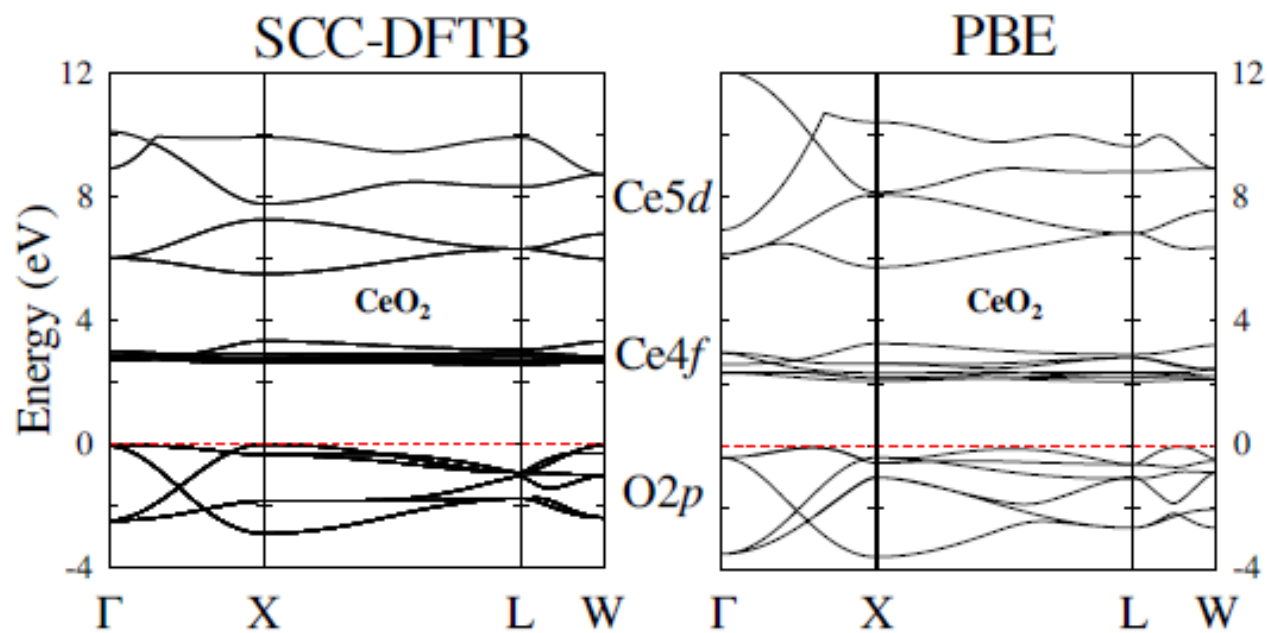 SCC-DFTB PBE
12 12
8 Ce5d 8
Energy (eV)
CeO₂ CeO₂
4 4
Ce4f
0 0
O2p
-4 -4
Γ X L W Γ X L W